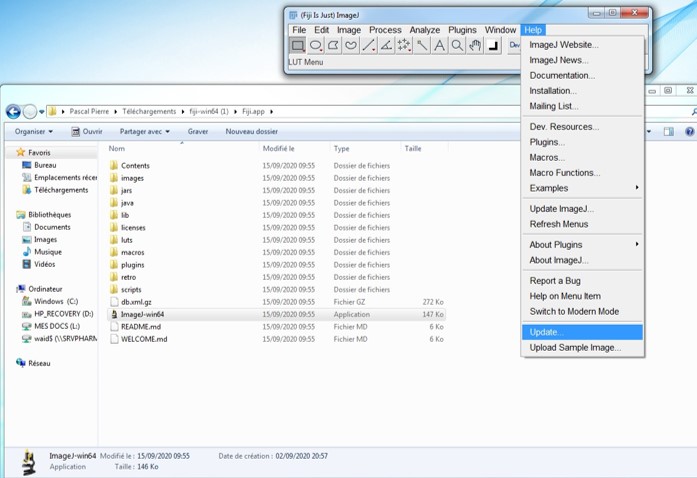 (Fiji Is Just) ImageJ
File Edit Image Process Analyze Plugins Window Help
Dev
LUT Menu
ImageJ Website...
ImageJ News...
Documentation...
Installation...
Mailing List...
Dev. Resources...
Plugins...
Macros...
Macro Functions...
Examples
Update ImageJ...
Refresh Menus
About Plugins
About ImageJ...
Report a Bug
Help on Menu Item
Switch to Modern Mode
Update...
Upload Sample Image...
Pascal Pierre Téléchargements fiji-win64 (1) Fiji.app
Organiser Ouvrir Partager avec Graver Nouveau dossier
Favoris
Bureau
Emplacements récen
Téléchargements
Bibliothèques
Documents
Images
Musique
Vidéos
Ordinateur
Windows (C:)
HP_RECOVERY (D:)
MES DOCS (L:)
waid$ (\\SRVPHARM
Réseau
Nom Modifié le Type Taille
Contents 15/09/2020 09:55 Dossier de fichiers
images 15/09/2020 09:55 Dossier de fichiers
jars 15/09/2020 09:55 Dossier de fichiers
java 15/09/2020 09:55 Dossier de fichiers
lib 15/09/2020 09:55 Dossier de fichiers
licenses 15/09/2020 09:55 Dossier de fichiers
luts 15/09/2020 09:55 Dossier de fichiers
macros 15/09/2020 09:55 Dossier de fichiers
plugins 15/09/2020 09:55 Dossier de fichiers
retro 15/09/2020 09:55 Dossier de fichiers
scripts 15/09/2020 09:55 Dossier de fichiers
db.xml.gz 15/09/2020 09:55 Fichier GZ 272 Ko
ImageJ-win64 15/09/2020 09:55 Application 147 Ko
README.md 15/09/2020 09:55 Fichier MD 6 Ko
WELCOME.md 15/09/2020 09:55 Fichier MD 6 Ko
ImageJ-win64 Modifié le : 15/09/2020 09:55 Date de création : 02/09/2020 20:57
Application Taille : 146 Ko